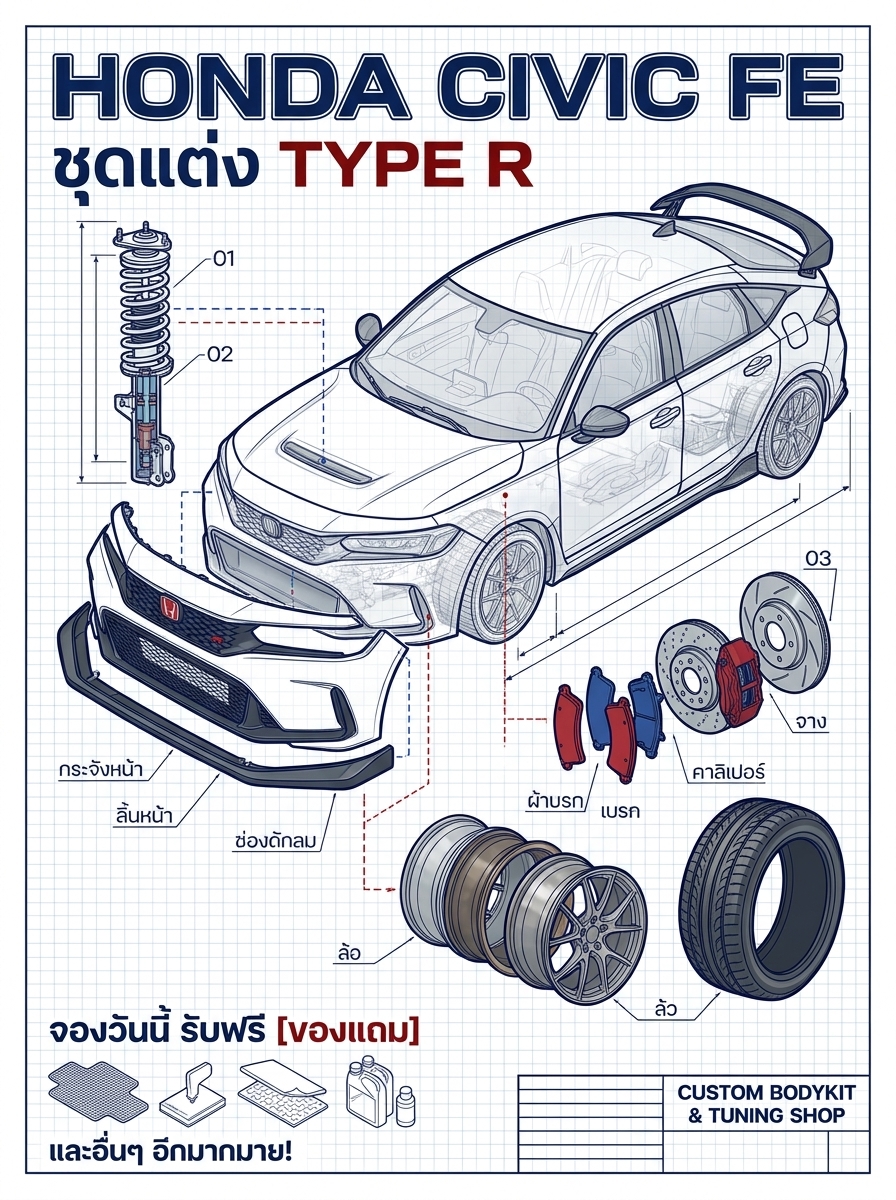 HONDA CIVIC FE
ชุดแต่ง TYPE R
01
02
03
จาง
คาลิเปอร์
ผ้าบรก
เบรก
กระจังหน้า
ลิ้นหน้า
ช่องดักลม
ล้อ
ล้ว
จองวันนี้ รับฟรี [ของแถม]
และอื่นๆ อีกมากมาย!
CUSTOM BODYKIT
& TUNING SHOP